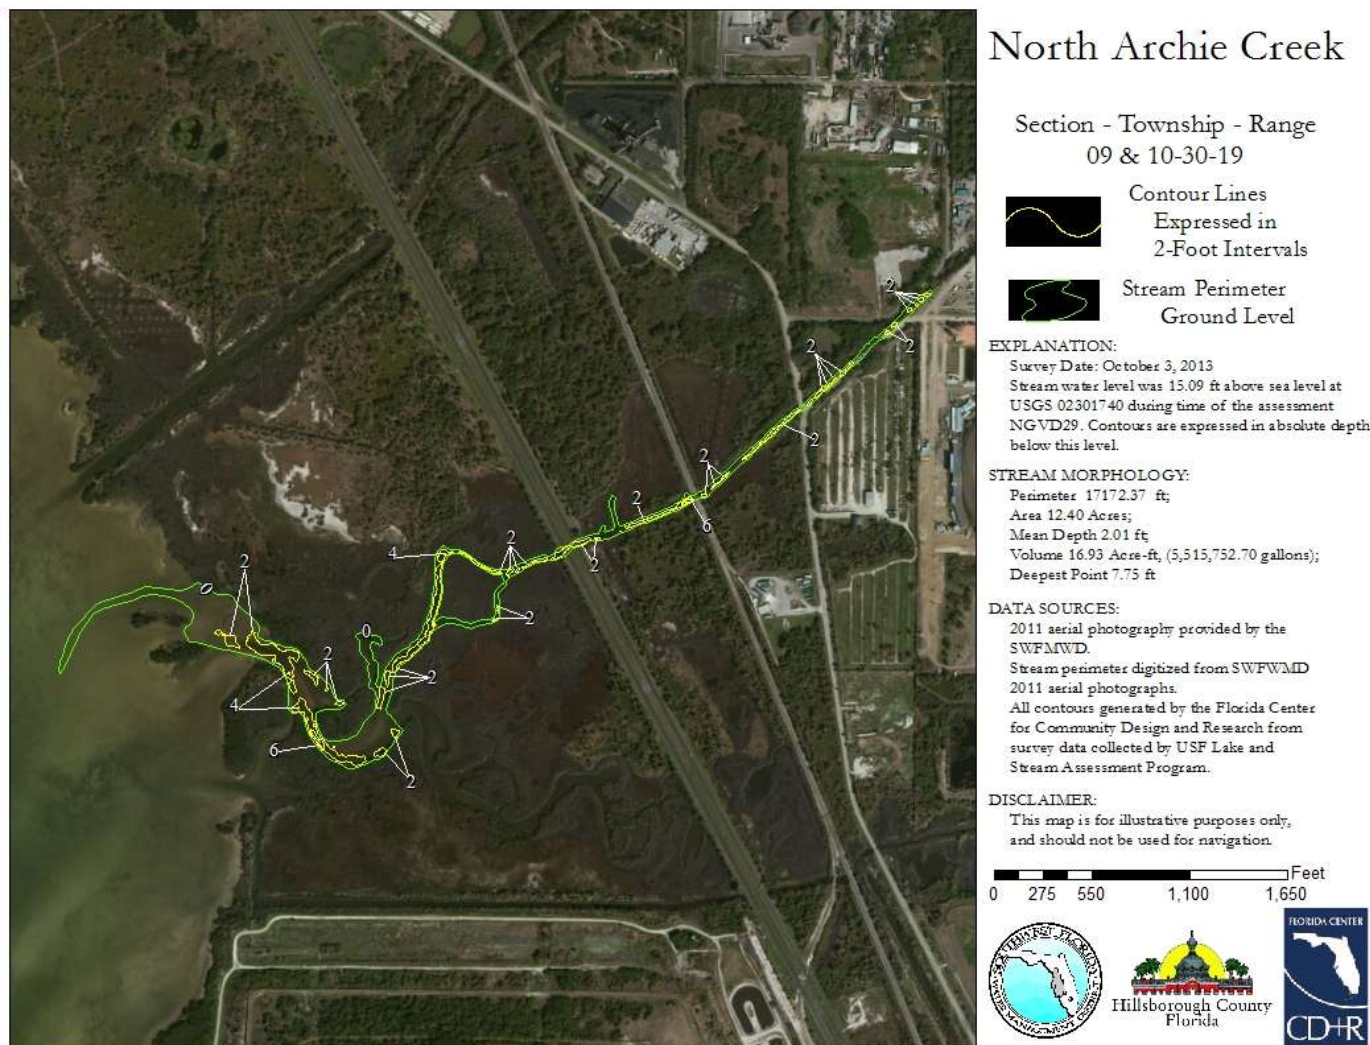 North Archie Creek
Section - Township - Range
09 & 10-30-19
Contour Lines
Expressed in
2-Foot Intervals
Stream Perimeter
Ground Level
EXPLANATION:
Survey Date: October 3, 2013
Stream water level was 15.09 ft above sea level at
USGS 02301740 during time of the assessment
NGVD29. Contours are expressed in absolute depth
below this level.
STREAM MORPHOLOGY:
Perimeter 17172.37 ft;
Area 12.40 Acres;
Mean Depth 2.01 ft;
Volume 16.93 Acre-ft, (5,515,752.70 gallons);
Deepest Point 7.75 ft
DATA SOURCES:
2011 aerial photography provided by the
SWFMWD.
Stream perimeter digitized from SWFWMD
2011 aerial photographs.
All contours generated by the Florida Center
for Community Design and Research from
survey data collected by USF Lake and
Stream Assessment Program.
DISCLAIMER:
This map is for illustrative purposes only,
and should not be used for navigation.
Feet
0 275 550 1,100 1,650
SOUTHWEST FLORIDA
WATER MANAGEMENT DISTRICT
Hillsborough County
Florida
FLORIDA CENTER
CD+R
2
2
2
2
2
2
6
2
2
4
2
2
0
0
2
2
2
4
6
2